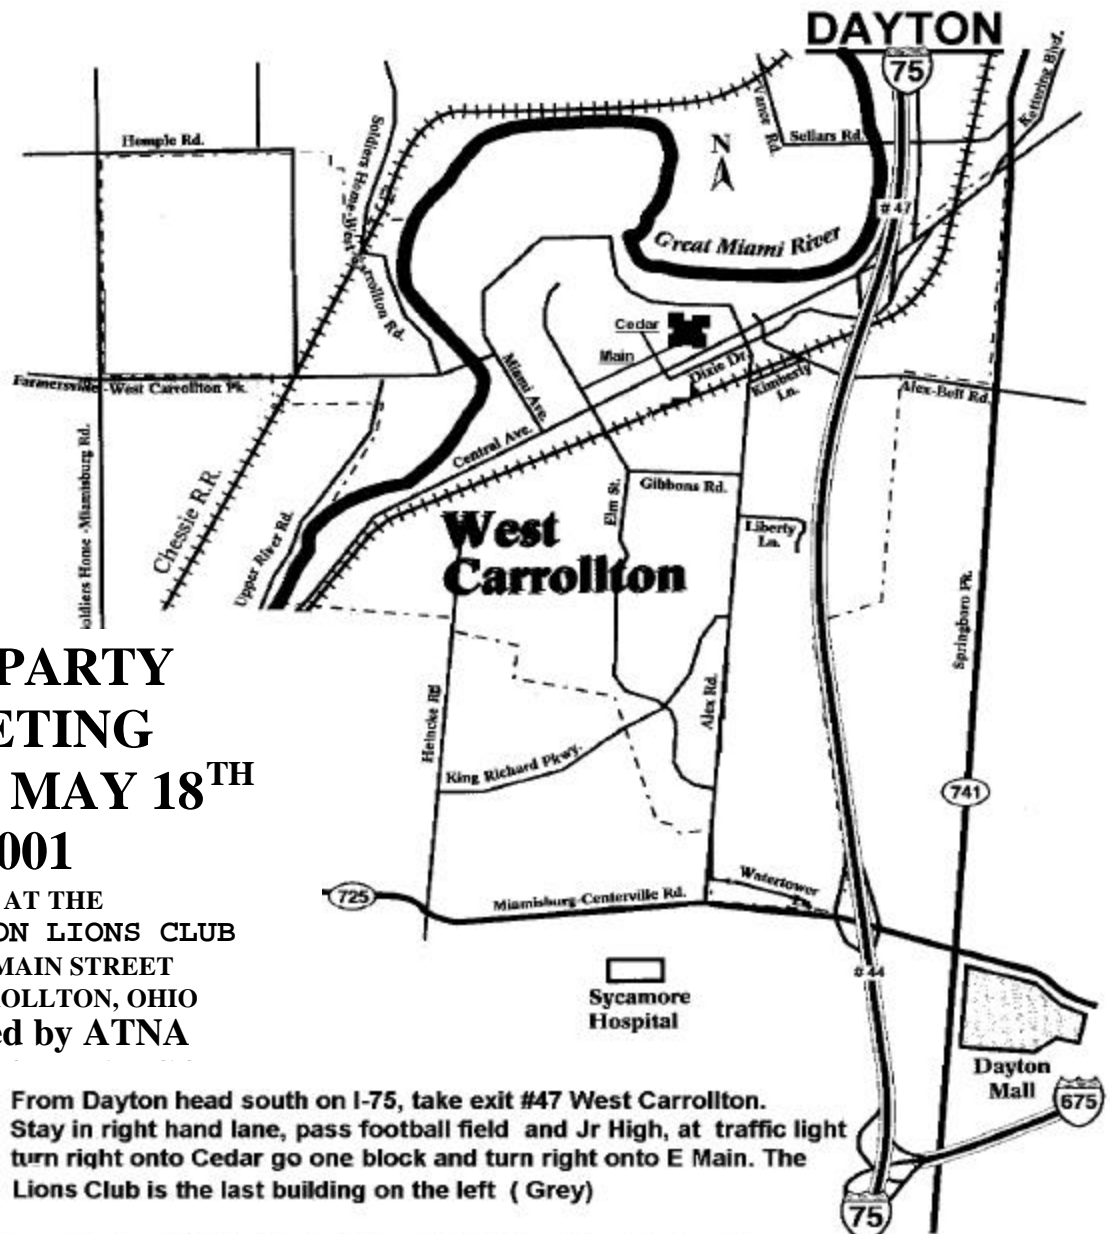 DAYTON
75
Kettering Blvd.
Vance Rd.
Sellars Rd.
Hemple Rd.
Soldiers Home-West Carrollton Rd.
N
# 47
Great Miami River
Cedar
Main
Dixie Dr.
Kimberly
Ln.
Miami Ave.
Farmersville-West Carrollton Pk.
Alex-Bell Rd.
Central Ave.
Elm St.
Gibbons Rd.
Soldiers Home -Miamisburg Rd.
Chessie R.R.
Upper River Rd.
West
Carrollton
Liberty
Ln.
Springboro Pk.
PARTY
ETING
MAY 18TH
001
AT THE
ON LIONS CLUB
MAIN STREET
OLLTON, OHIO
ed by ATNA
Heincke Rd
Alex Rd.
King Richard Pkwy.
741
725
Miamisburg-Centerville Rd.
Watertower
Ln.
# 44
Sycamore
Hospital
Dayton
Mall
675
75
From Dayton head south on I-75, take exit #47 West Carrollton.
Stay in right hand lane, pass football field and Jr High, at traffic light
turn right onto Cedar go one block and turn right onto E Main. The
Lions Club is the last building on the left ( Grey)